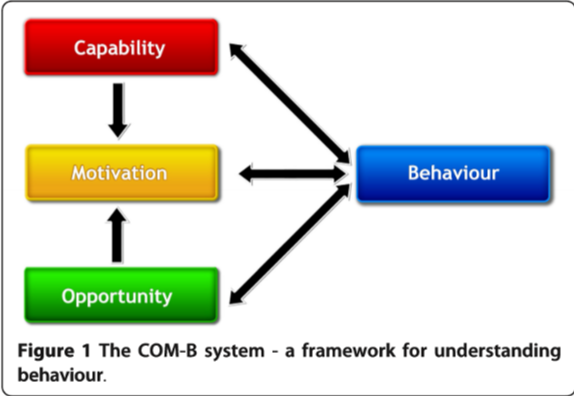 Capability
Motivation
Behaviour
Opportunity
Figure 1 The COM-B system - a framework for understanding
behaviour.